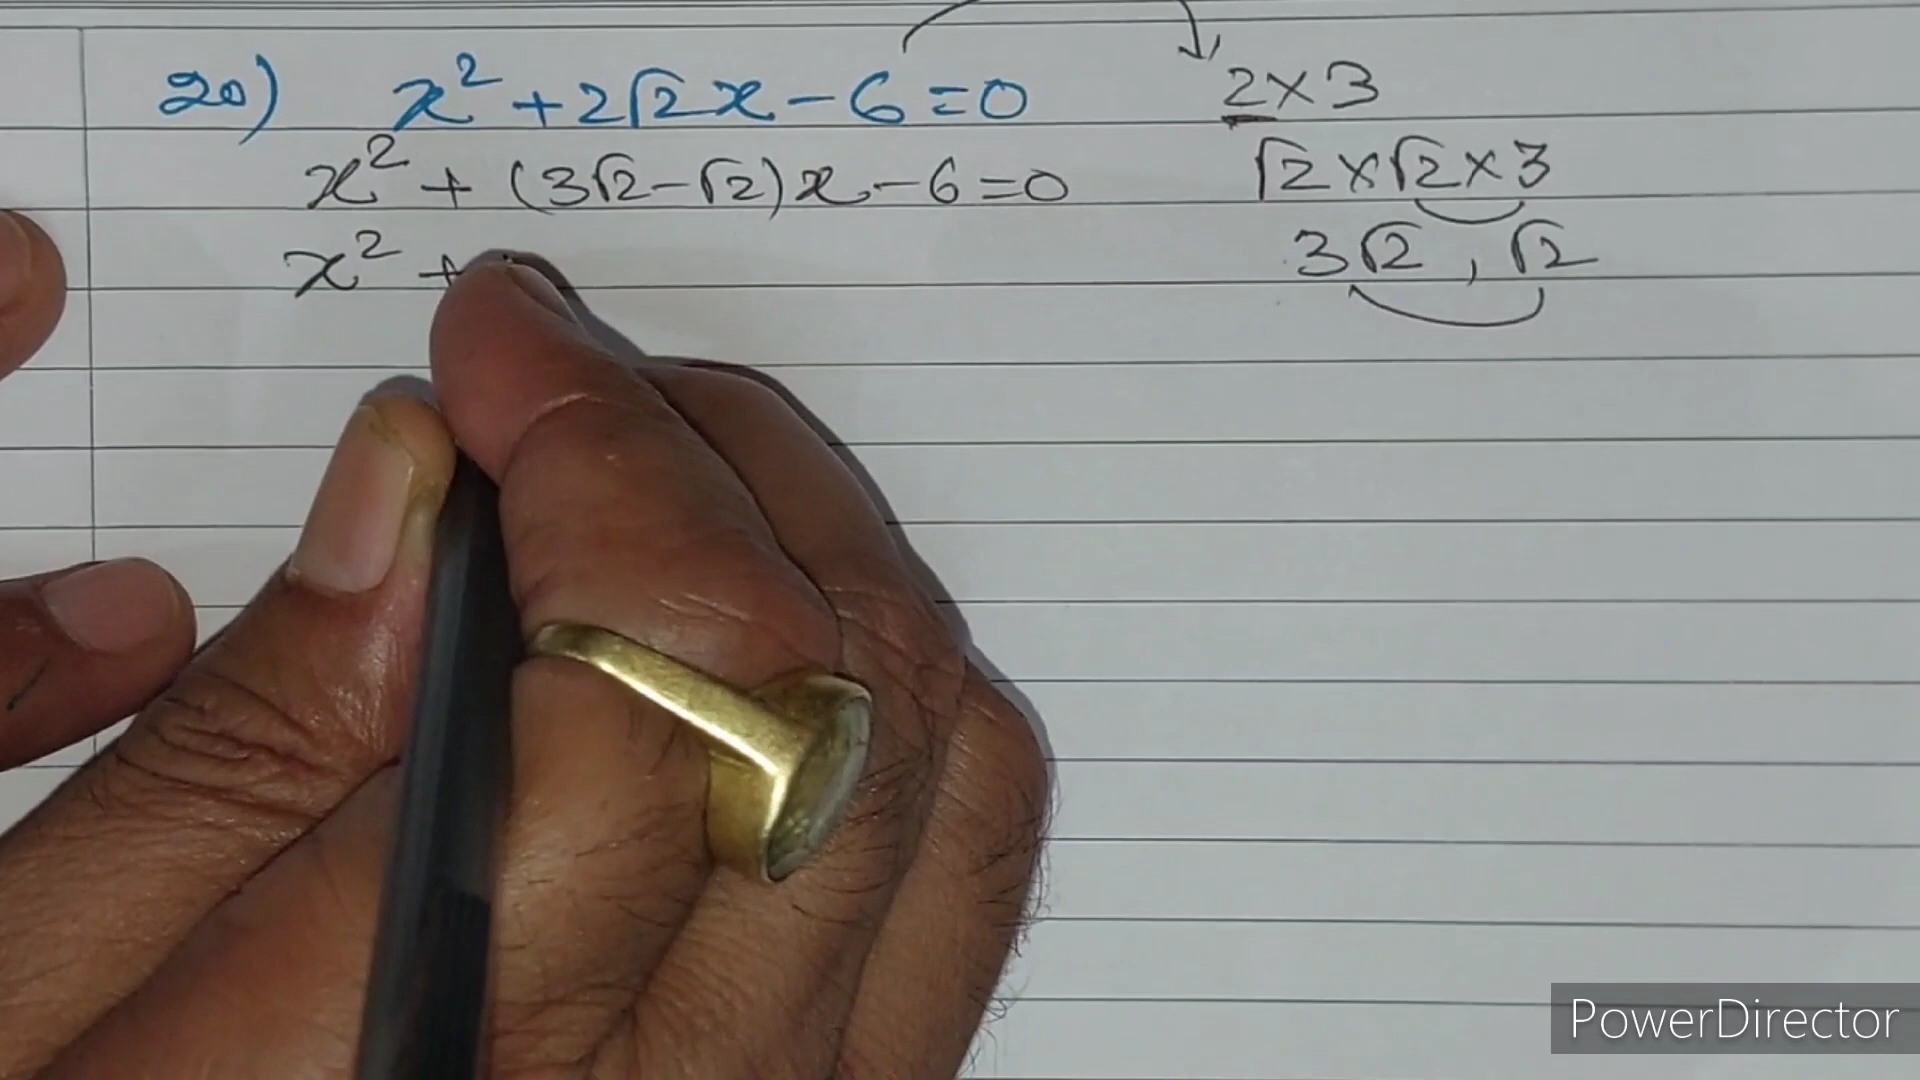 20) x² + 2√2x - 6 = 0
x² + (3√2 - √2)x - 6 = 0
x² +
2 × 3
√2 × √2 × 3
3√2 , √2
PowerDirector